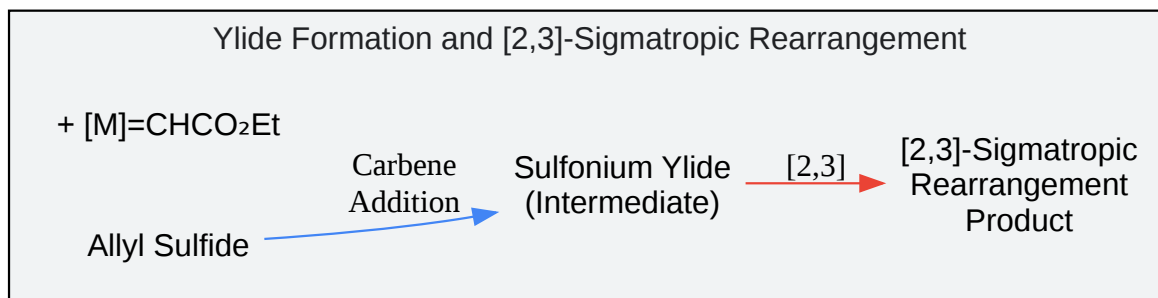 Ylide Formation and [2,3]-Sigmatropic Rearrangement
+ [M]=CHCO₂Et
Carbene
Addition
Allyl Sulfide
Sulfonium Ylide
(Intermediate)
[2,3]
[2,3]-Sigmatropic
Rearrangement
Product